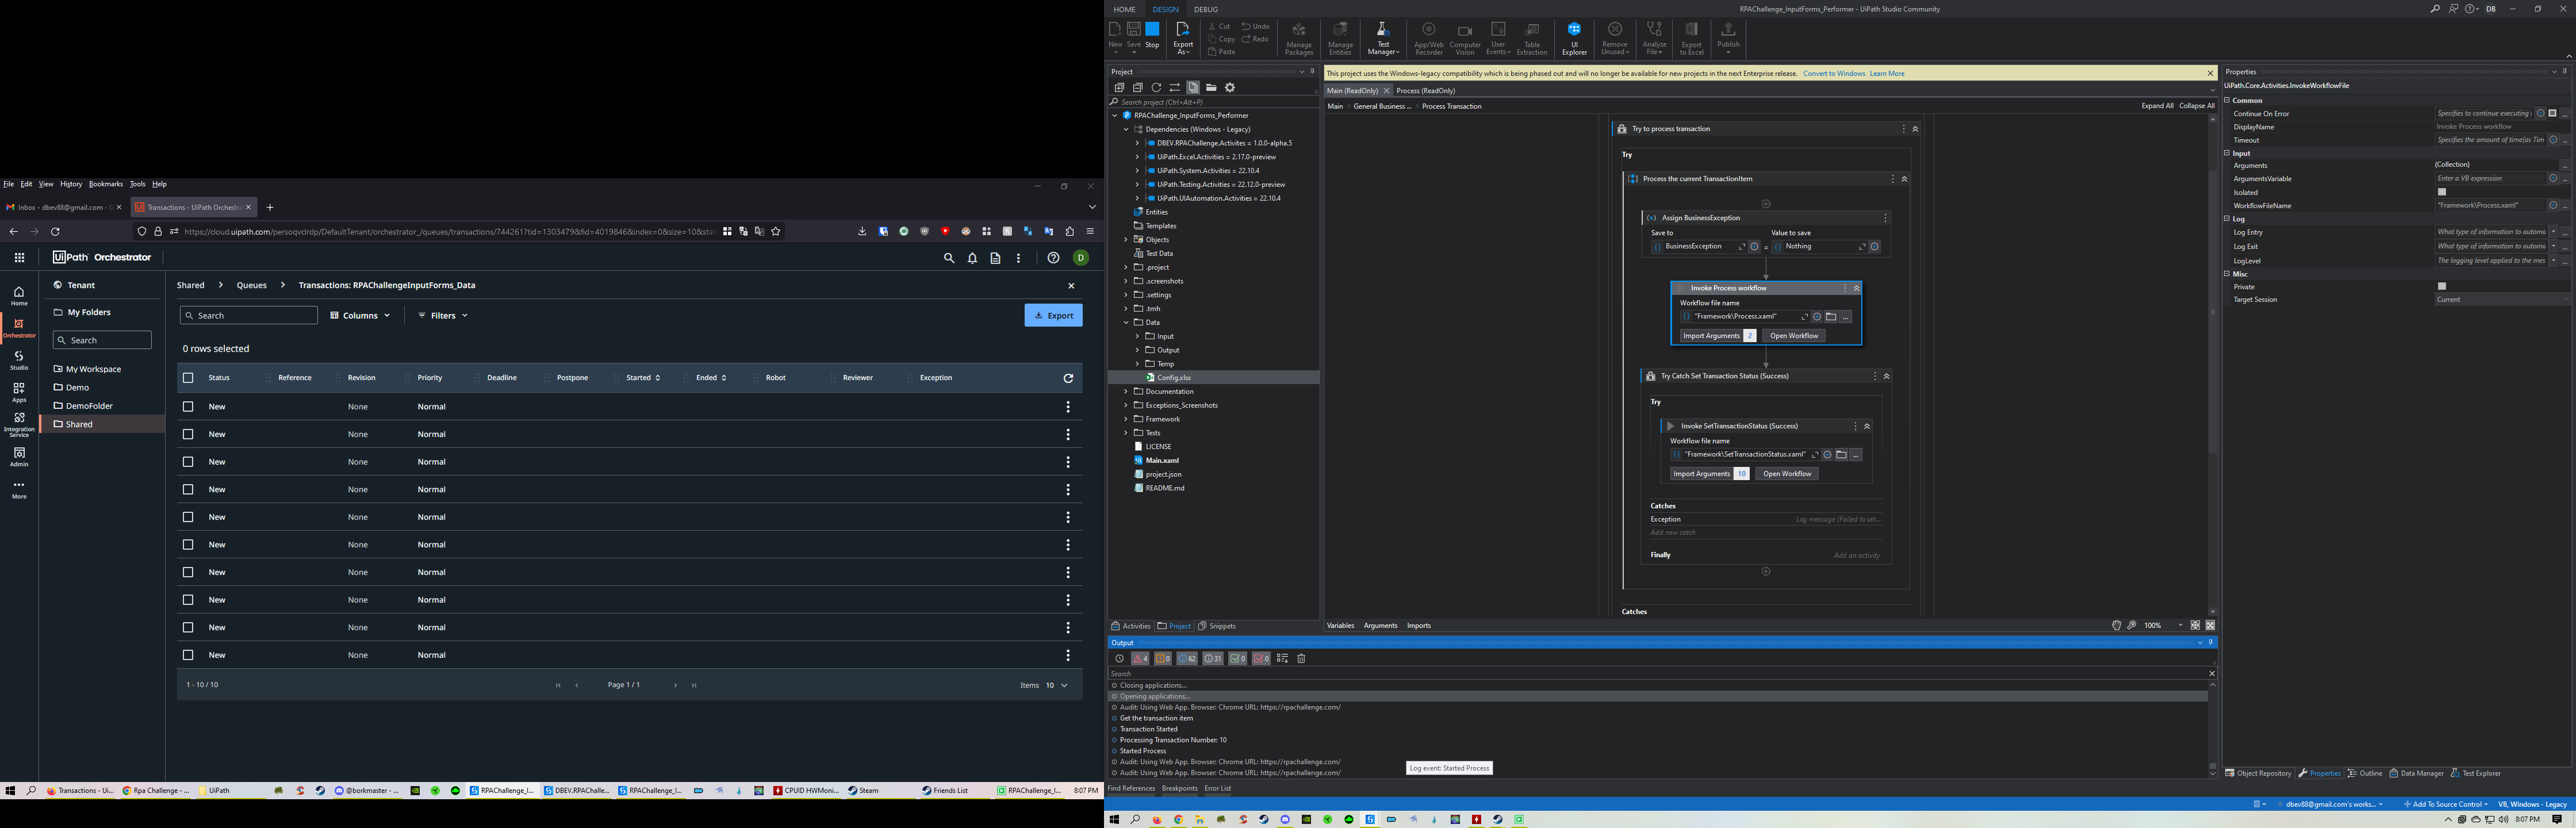 File Edit View History Bookmarks Tools Help
Inbox - dbev88@gmail.com -
Transactions - UiPath Orchestra
https://cloud.uipath.com/persoqvdrdp/DefaultTenant/orchestrator_/queues/transactions/744261?tid=1303479&fid=4019846&index=0&size=10&stat
UiPath Orchestrator
D
Home
Orchestrator
Studio
Apps
Integration Service
Admin
More
Tenant
My Folders
Search
My Workspace
Demo
DemoFolder
Shared
Shared > Queues > Transactions: RPAChallengeInputForms_Data
Search Columns Filters Export
0 rows selected
Status Reference Revision Priority Deadline Postpone Started Ended Robot Reviewer Exception
New None Normal
New None Normal
New None Normal
New None Normal
New None Normal
New None Normal
New None Normal
New None Normal
New None Normal
New None Normal
1 - 10 / 10 Page 1 / 1 Items 10
Transactions - Ui... Rpa Challenge - ... UiPath @borkmaster - ... RPAChallenge_I... DBEV.RPAChalle... RPAChallenge_I... CPUID HWMoni... Steam Friends List RPAChallenge_I... 8:07 PM
HOME DESIGN DEBUG
RPAChallenge_InputForms_Performer - UiPath Studio Community
DB
New Save Stop
Export As
Cut Copy Paste
Undo Redo
Manage Packages
Manage Entities
Test Manager
App/Web Recorder
Computer Vision
User Events
Table Extraction
UI Explorer
Remove Unused
Analyze File
Export to Excel
Publish
Project
Search project (Ctrl+Alt+P)
RPAChallenge_InputForms_Performer
Dependencies (Windows - Legacy)
DBEV.RPAChallenge.Activites = 1.0.0-alpha.5
UiPath.Excel.Activities = 2.17.0-preview
UiPath.System.Activities = 22.10.4
UiPath.Testing.Activities = 22.12.0-preview
UiPath.UIAutomation.Activities = 22.10.4
Entities
Templates
Objects
Test Data
.project
.screenshots
.settings
.tmh
Data
Input
Output
Temp
Config.xlsx
Documentation
Exceptions_Screenshots
Framework
Tests
LICENSE
Main.xaml
project.json
README.md
Activities Project Snippets
This project uses the Windows-legacy compatibility which is being phased out and will no longer be available for new projects in the next Enterprise release. Convert to Windows Learn More
Main (ReadOnly) Process (ReadOnly)
Main > General Business ... > Process Transaction
Expand All Collapse All
Try to process transaction
Try
Process the current TransactionItem
Assign BusinessException
Save to Value to save
BusinessException = Nothing
Invoke Process workflow
Workflow file name
"Framework\Process.xaml"
Import Arguments 2 Open Workflow
Try Catch Set Transaction Status (Success)
Try
Invoke SetTransactionStatus (Success)
Workflow file name
"Framework\SetTransactionStatus.xaml"
Import Arguments 10 Open Workflow
Catches
Exception Log message (Failed to set...
Add new catch
Finally Add an activity
Catches
Variables Arguments Imports 100%
Output
4 0 62 31 0 0
Search
Closing applications...
Opening applications...
Audit: Using Web App. Browser: Chrome URL: https://rpachallenge.com/
Get the transaction item
Transaction Started
Processing Transaction Number: 10
Started Process
Audit: Using Web App. Browser: Chrome URL: https://rpachallenge.com/
Audit: Using Web App. Browser: Chrome URL: https://rpachallenge.com/
Log event: Started Process
Find References Breakpoints Error List
Properties
UiPath.Core.Activities.InvokeWorkflowFile
Common
Continue On Error Specifies to continue executing
DisplayName Invoke Process workflow
Timeout Specifies the amount of time(as Tim
Input
Arguments (Collection)
ArgumentsVariable Enter a VB expression
Isolated
WorkflowFileName "Framework\Process.xaml"
Log
Log Entry What type of information to automa
Log Exit What type of information to automa
LogLevel The logging level applied to the mes
Misc
Private
Target Session Current
Object Repository Properties Outline Data Manager Test Explorer
dbev88@gmail.com's works... Add To Source Control VB, Windows - Legacy
8:07 PM